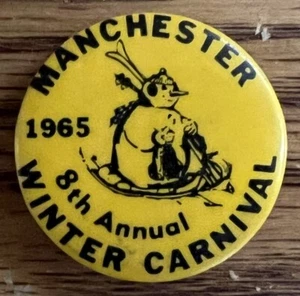 MANCHESTER
1965
8th Annual
WINTER CARNIVAL